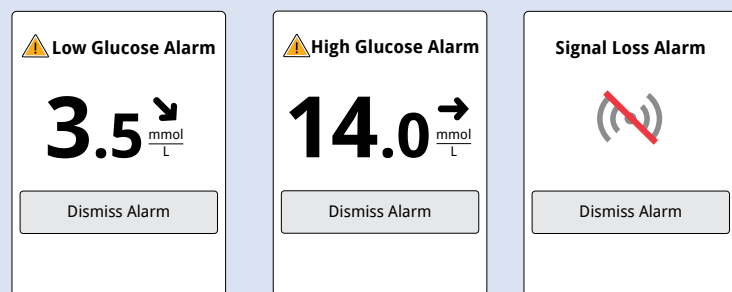 Low Glucose Alarm
3.5 mmol/L
Dismiss Alarm
High Glucose Alarm
14.0 mmol/L
Dismiss Alarm
Signal Loss Alarm
Dismiss Alarm